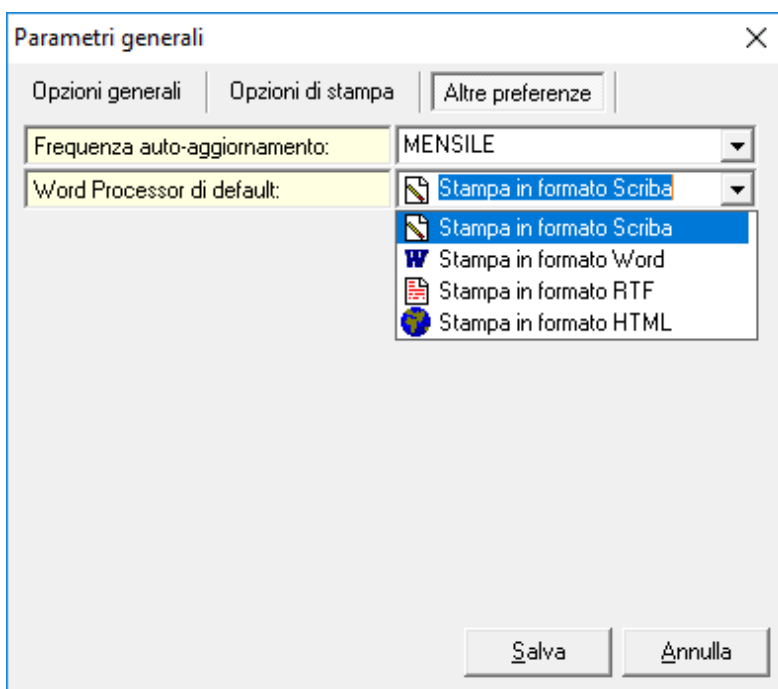 Parametri generali
Opzioni generali Opzioni di stampa Altre preferenze
Frequenza auto-aggiornamento: MENSILE
Word Processor di default: Stampa in formato Scriba
Stampa in formato Scriba
Stampa in formato Word
Stampa in formato RTF
Stampa in formato HTML
Salva Annulla